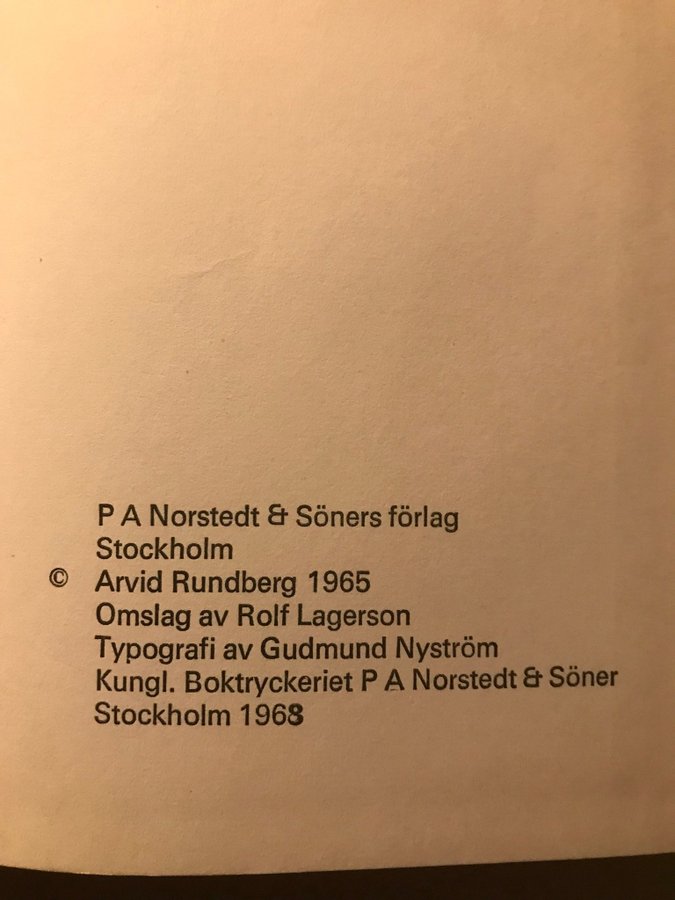 P A Norstedt & Söners förlag
Stockholm
© Arvid Rundberg 1965
Omslag av Rolf Lagerson
Typografi av Gudmund Nyström
Kungl. Boktryckeriet P A Norstedt & Söner
Stockholm 1968